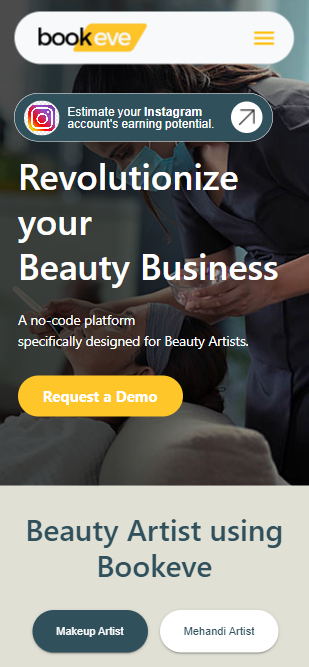 bookeve
Estimate your Instagram
account's earning potential.
Revolutionize
your
Beauty Business
A no-code platform
specifically designed for Beauty Artists.
Request a Demo
Beauty Artist using
Bookeve
Makeup Artist
Mehandi Artist